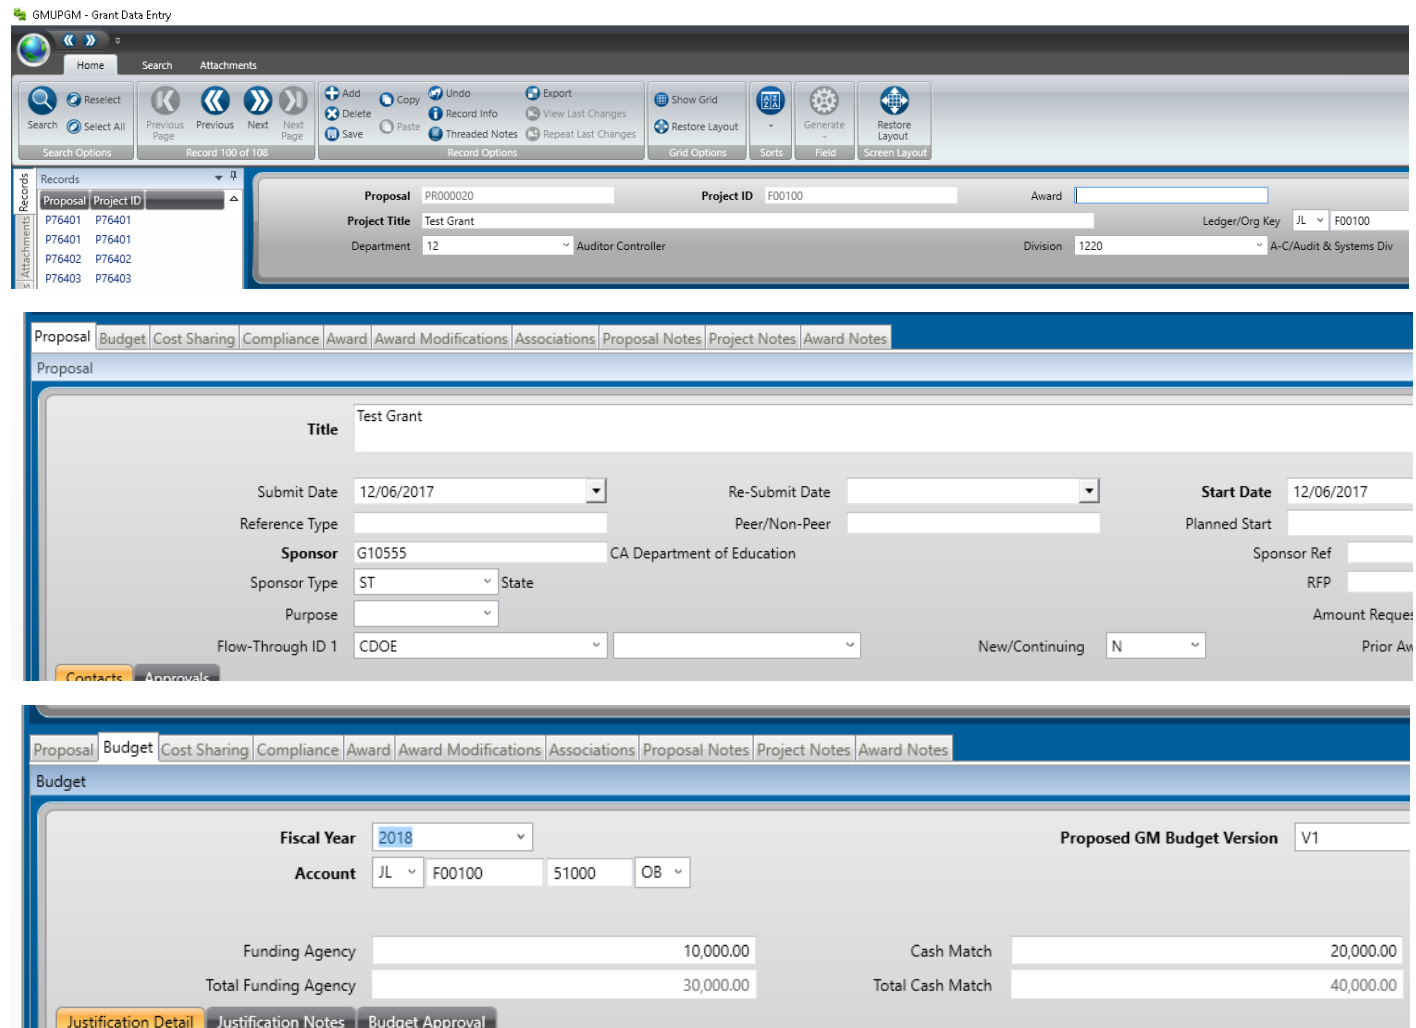 GMUPGM - Grant Data Entry
Home Search Attachments
Search Reselect Select All Search Options
Previous Page Previous Next Next Page Record 100 of 106
Add Copy Undo Export
Delete Record Info View Last Changes
Save Paste Threaded Notes Repeat Last Changes
Record Options
Show Grid Restore Layout Grid Options
Sorts
Generate Field
Restore Layout Screen Layout
Records
Attachments
Records
Proposal Project ID
P76401 P76401
P76401 P76401
P76402 P76402
P76403 P76403
Proposal PR000020 Project ID F00100 Award
Project Title Test Grant Ledger/Org Key JL F00100
Department 12 Auditor Controller Division 1220 A-C/Audit & Systems Div
Proposal Budget Cost Sharing Compliance Award Award Modifications Associations Proposal Notes Project Notes Award Notes
Proposal
Title Test Grant
Submit Date 12/06/2017 Re-Submit Date Start Date 12/06/2017
Reference Type Peer/Non-Peer Planned Start
Sponsor G10555 CA Department of Education Sponsor Ref
Sponsor Type ST State RFP
Purpose Amount Reques
Flow-Through ID 1 CDOE New/Continuing N Prior Aw
Contacts Approvals
Proposal Budget Cost Sharing Compliance Award Award Modifications Associations Proposal Notes Project Notes Award Notes
Budget
Fiscal Year 2018 Proposed GM Budget Version V1
Account JL F00100 51000 OB
Funding Agency 10,000.00 Cash Match 20,000.00
Total Funding Agency 30,000.00 Total Cash Match 40,000.00
Justification Detail Justification Notes Budget Approval